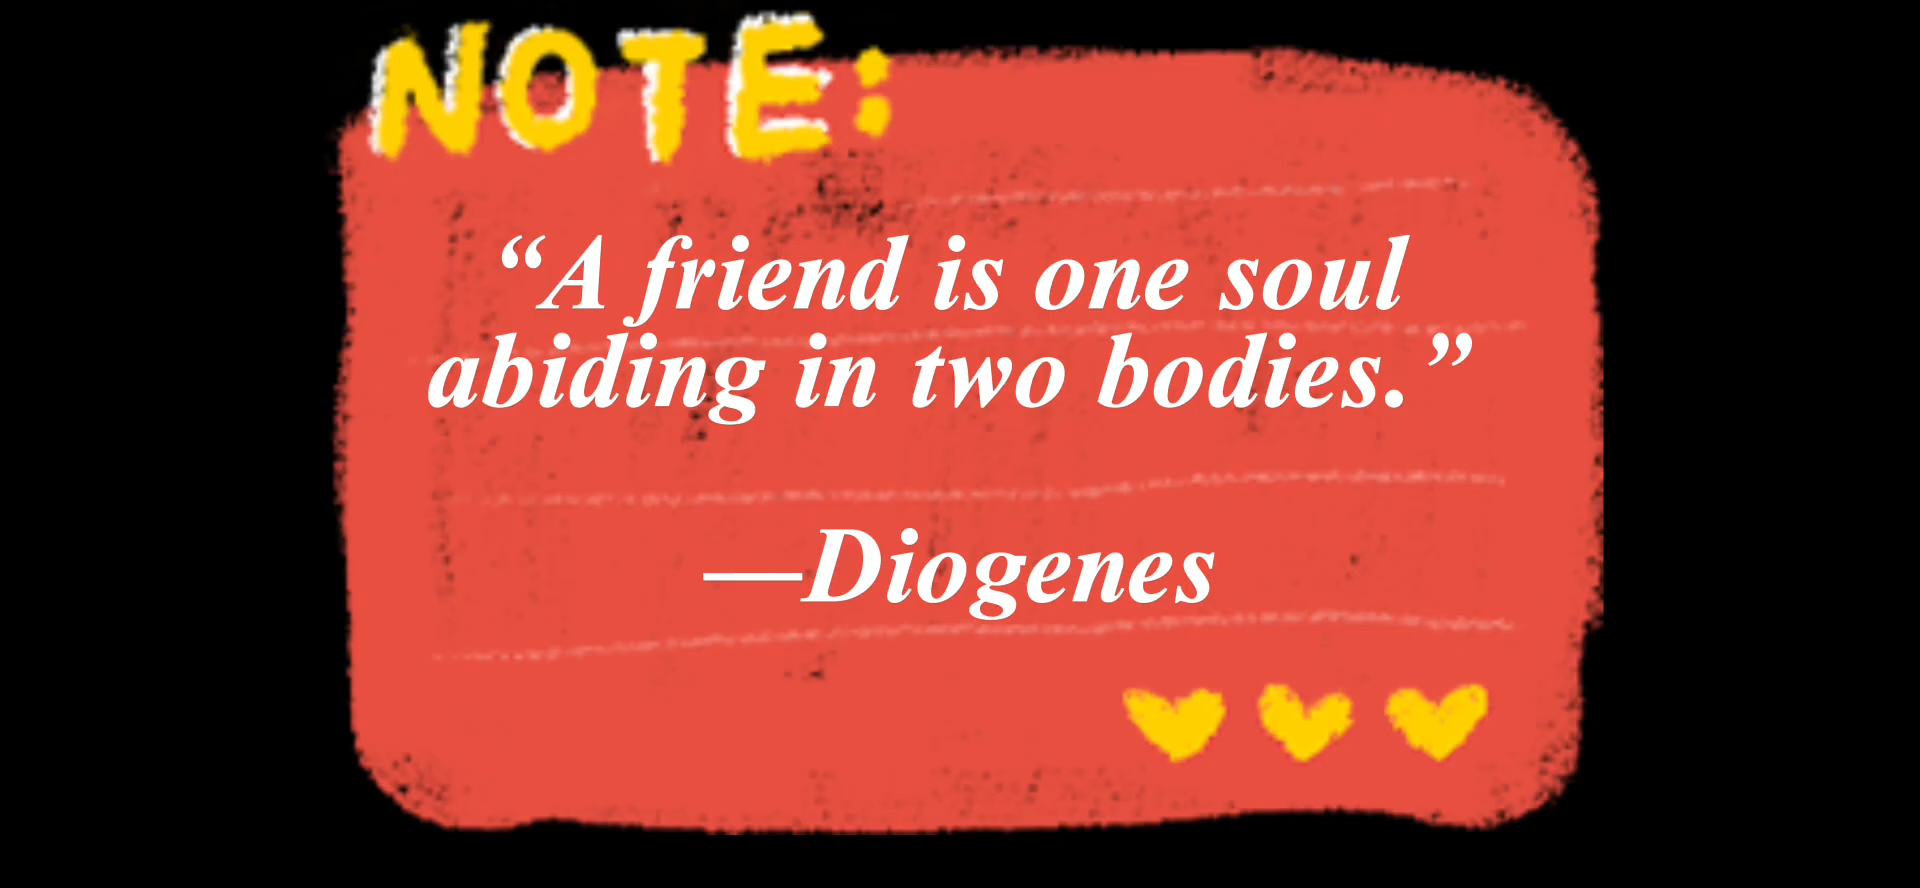 NOTE:
“A friend is one soul
abiding in two bodies.”
—Diogenes